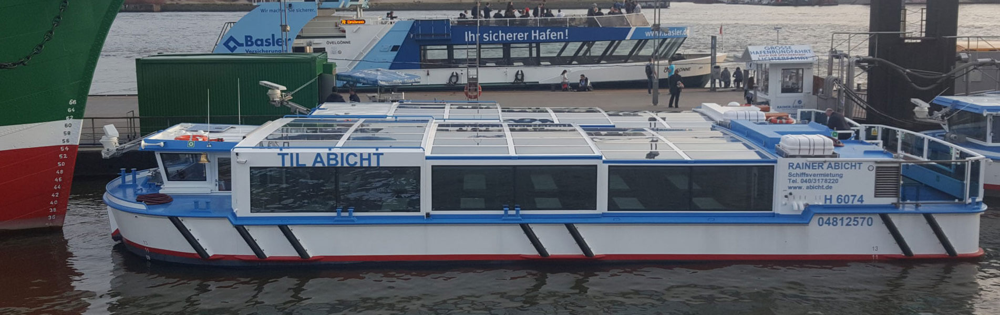 Wir machen Sie sicherer.
72
Basler
Versicherungen
ÖVELGÖNNE
Ihr sicherer Hafen!
www.basler.de
ÖVELGÖNNE
GROSSE
HAFENRUNDFAHRT
AUCH ZUR SPEICHERSTADT
LICHTERFAHRT
RAINER ABICHT
TIL ABICHT
RAINER ABICHT
Schiffsvermietung
Tel. 040/3178220
www. abicht.de
H 6074
04812570
66
64
62
60
58
56
54
52
50
48
46
44
42
40
38
36
13
11
13
11